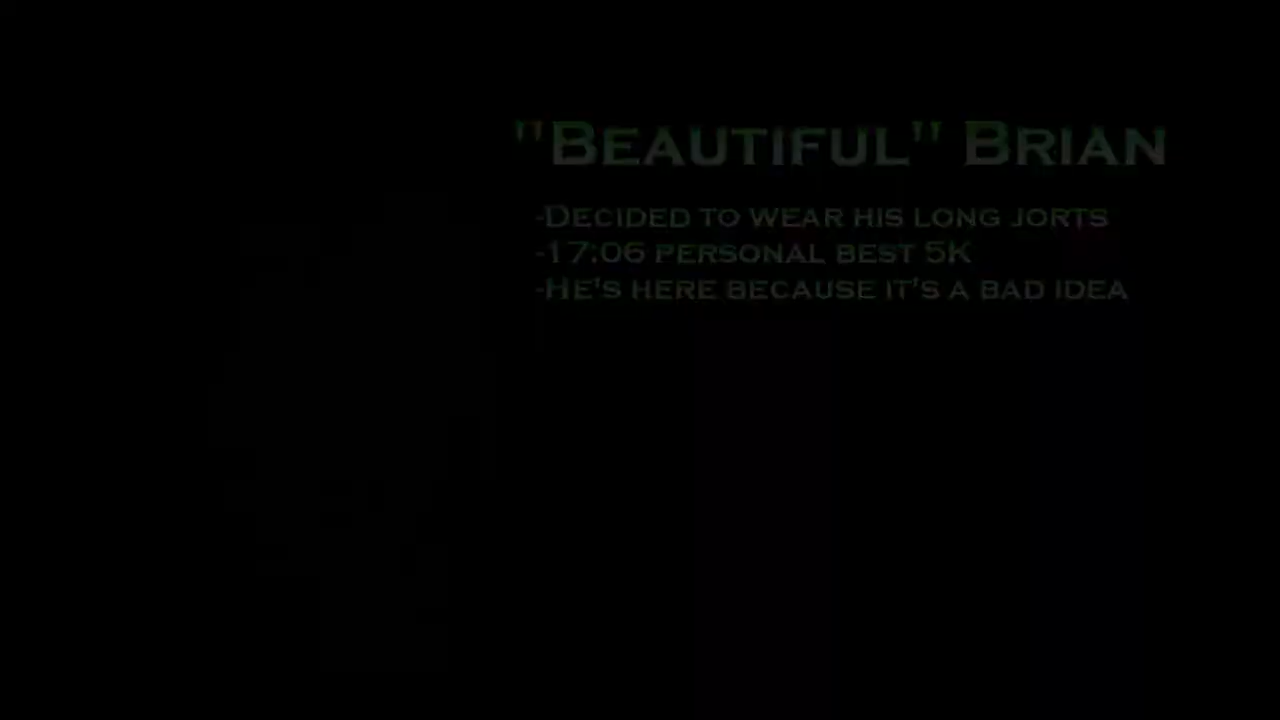 "Beautiful" Brian
-Decided to wear his long jorts
-17:06 personal best 5K
-He's here because it's a bad idea